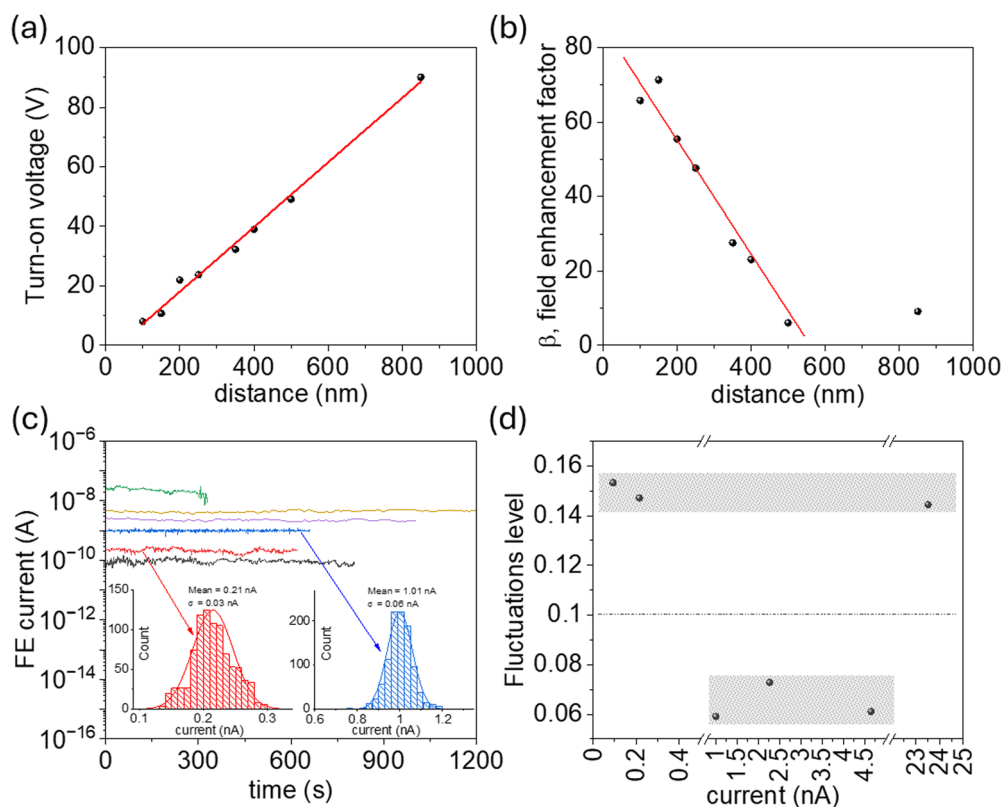 (a)
Turn-on voltage (V)
100
80
60
40
20
0
0 200 400 600 800 1000
distance (nm)
(b)
β, field enhancement factor
80
60
40
20
0
0 200 400 600 800 1000
distance (nm)
(c)
FE current (A)
10⁻⁶
10⁻⁸
10⁻¹⁰
10⁻¹²
10⁻¹⁴
10⁻¹⁶
0 300 600 900 1200
time (s)
Mean = 0.21 nA
σ = 0.03 nA
Count
150
100
50
0
0.1 0.2 0.3
current (nA)
Mean = 1.01 nA
σ = 0.06 nA
Count
200
100
0
0.6 0.8 1 1.2
current (nA)
(d)
Fluctuations level
0.16
0.14
0.12
0.1
0.08
0.06
0 0.2 0.4 1 1.5 2 2.5 3 3.5 4 4.5 23 24 25
current (nA)